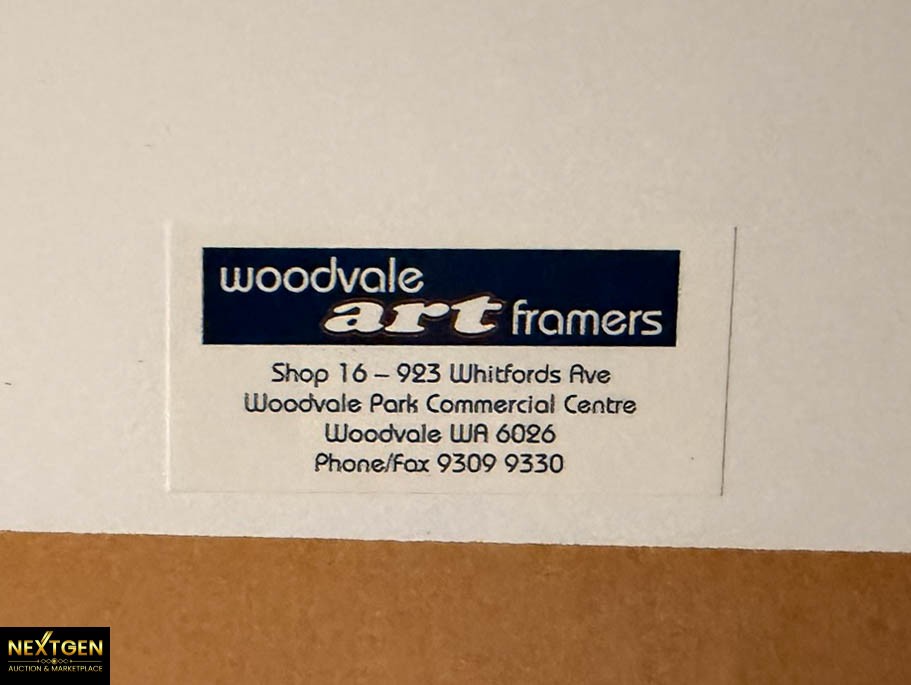 woodvale
art framers
Shop 16 – 923 Whitfords Ave
Woodvale Park Commercial Centre
Woodvale WA 6026
Phone/Fax 9309 9330
NEXTGEN
AUCTION & MARKETPLACE